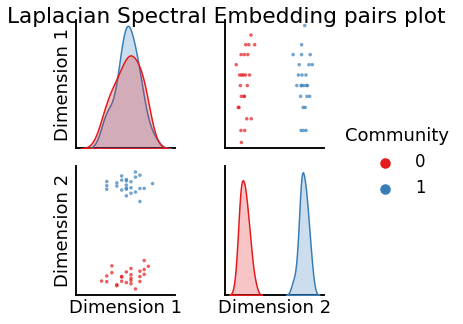 Laplacian Spectral Embedding pairs plot
Dimension 1
Community
0
1
Dimension 2
Dimension 1
Dimension 2